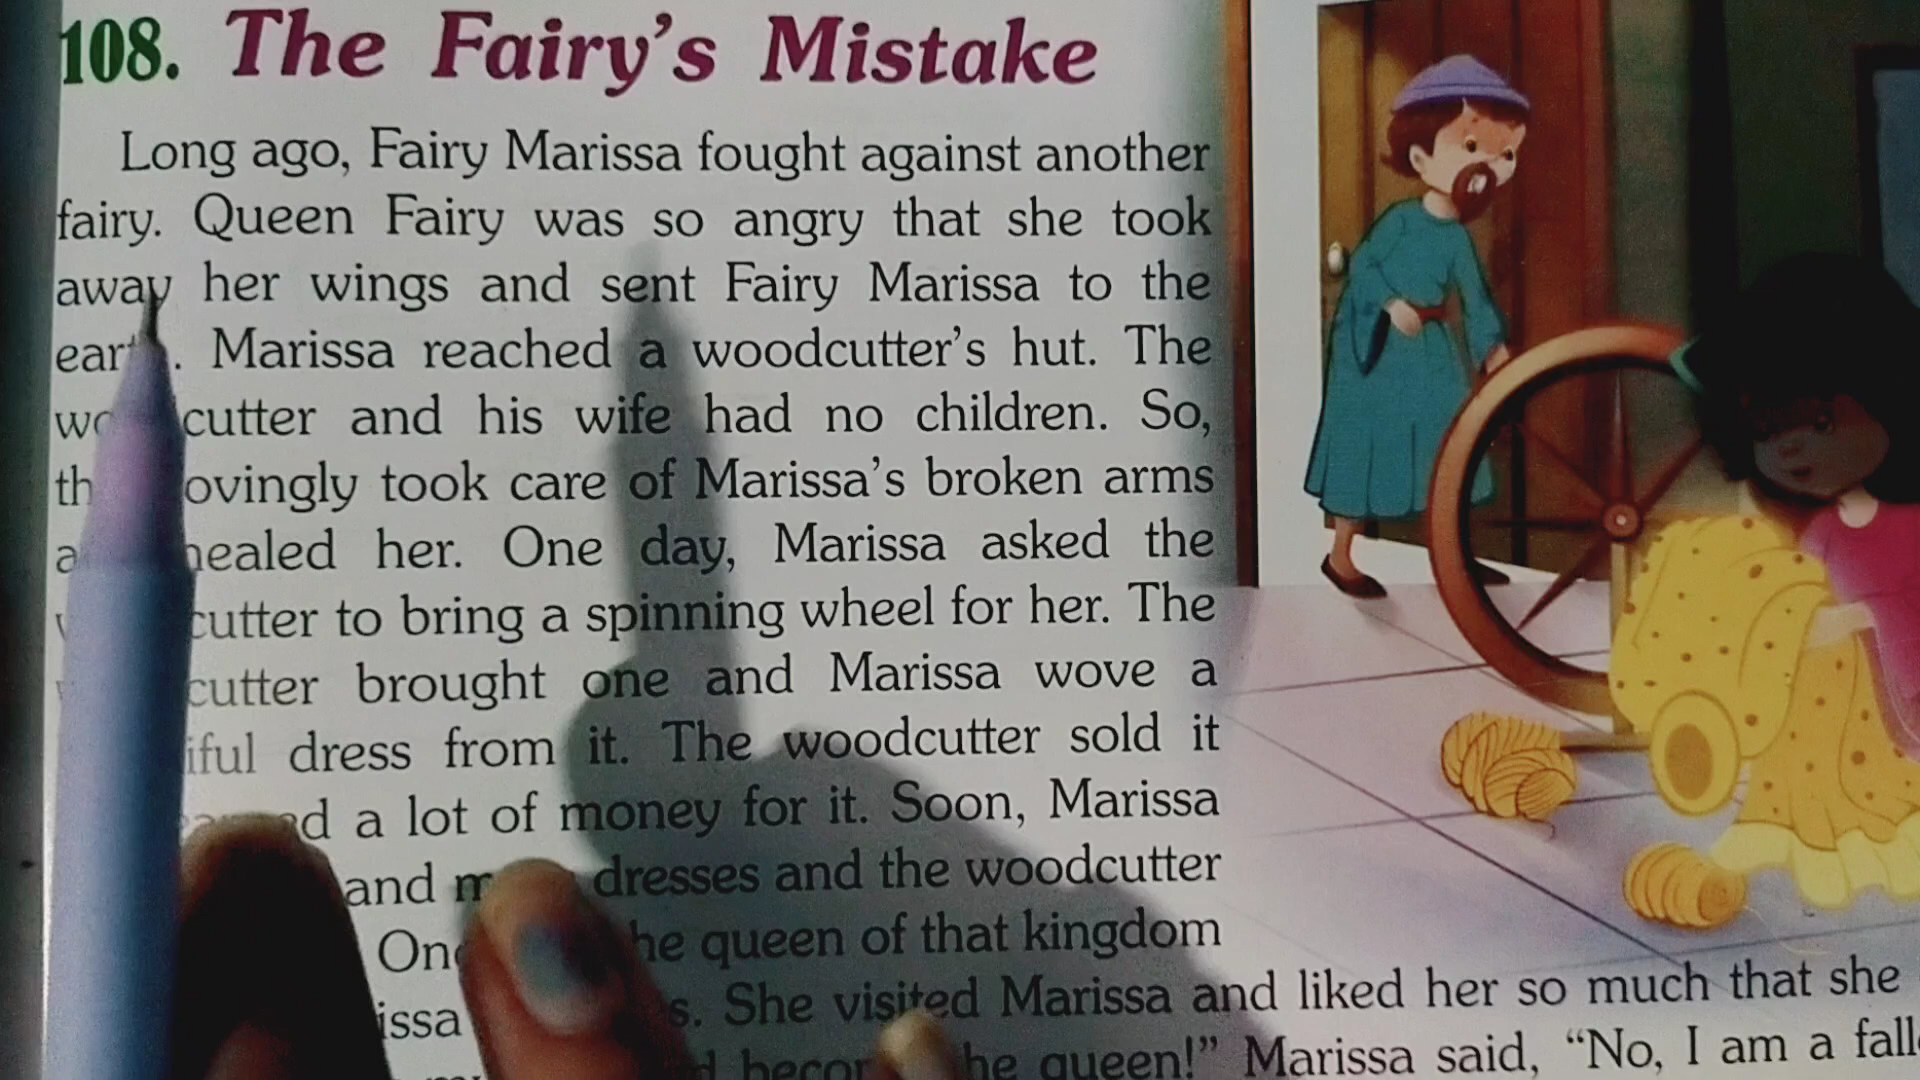 108. The Fairy's Mistake
Long ago, Fairy Marissa fought against another
fairy. Queen Fairy was so angry that she took
away her wings and sent Fairy Marissa to the
. Marissa reached a woodcutter's hut. The
cutter and his wife had no children. So,
ovingly took care of Marissa's broken arms
healed her. One day, Marissa asked the
cutter to bring a spinning wheel for her. The
cutter brought one and Marissa wove a
iful dress from it. The woodcutter sold it
a lot of money for it. Soon, Marissa
and dresses and the woodcutter
he queen of that kingdom
issa s. She visited Marissa and liked her so much that she
he queen!" Marissa said, "No, I am a fall